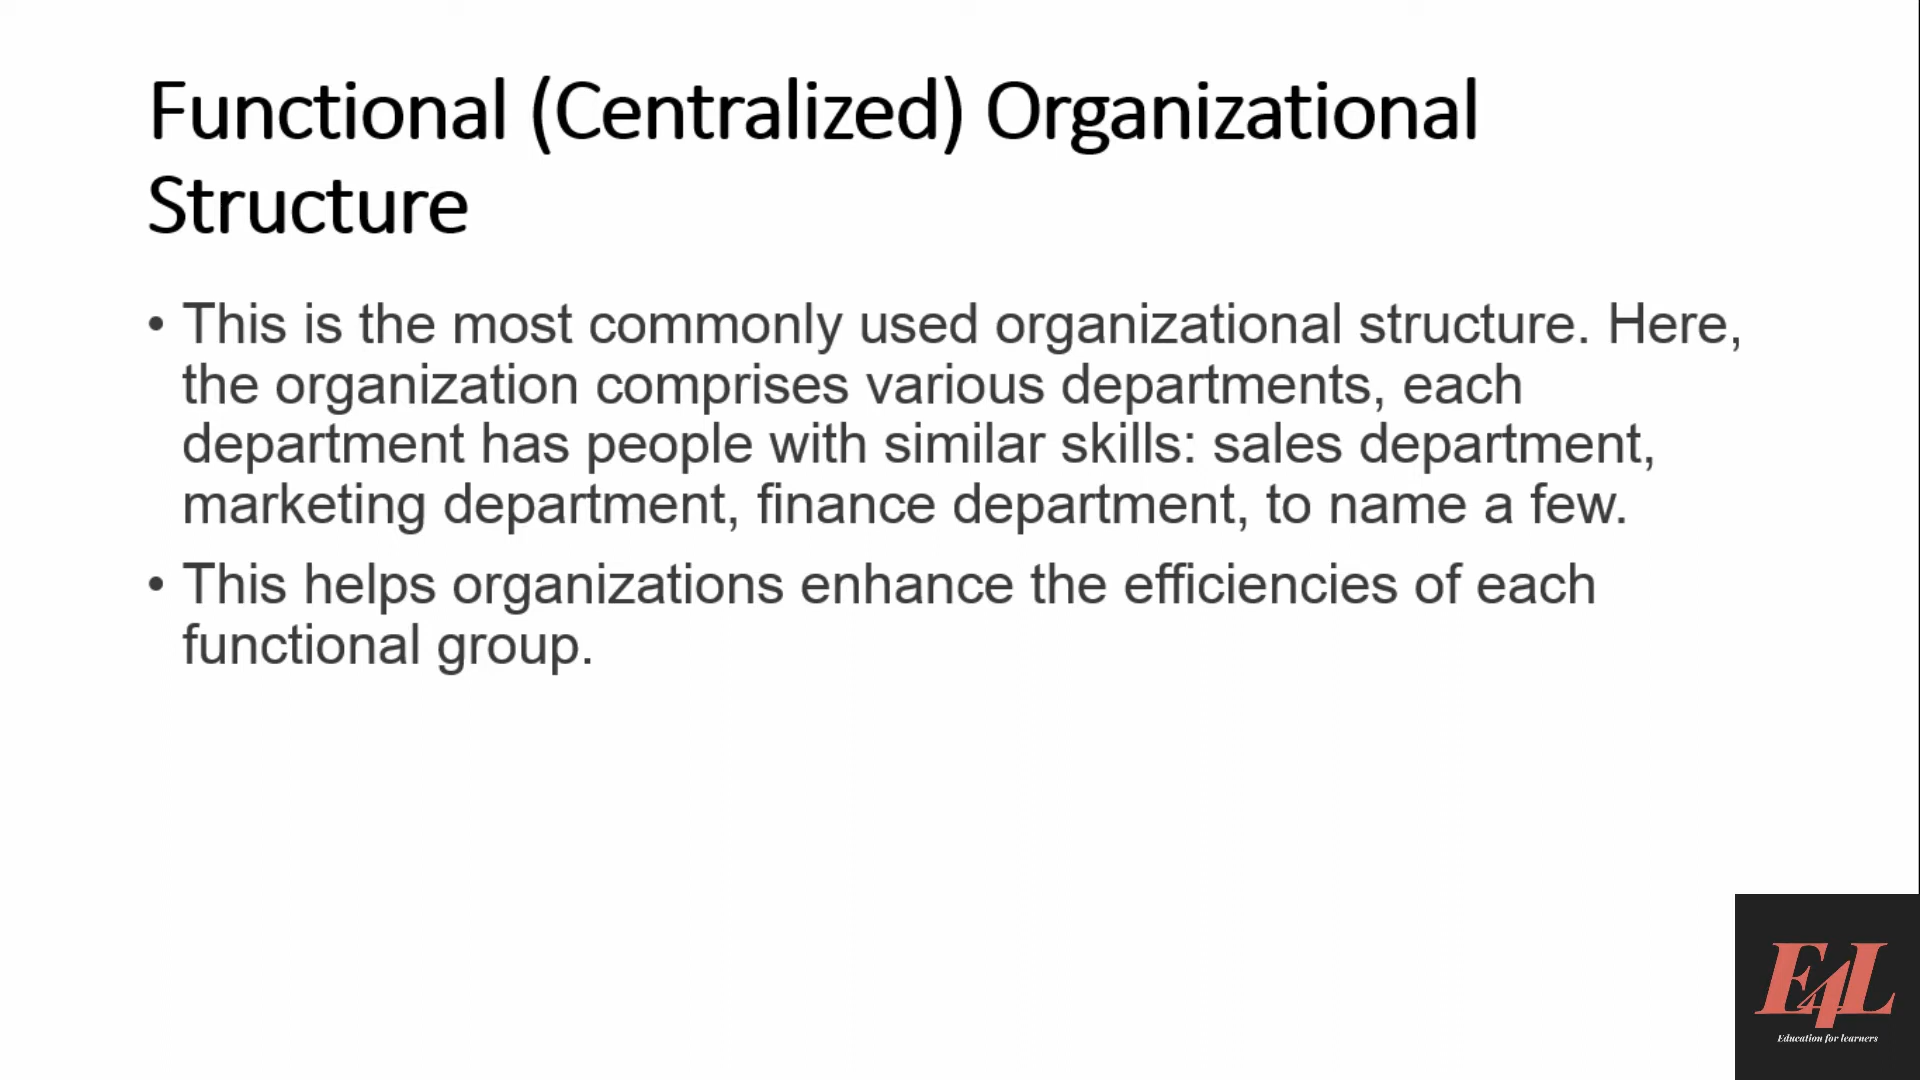 Functional (Centralized) Organizational
Structure
• This is the most commonly used organizational structure. Here,
the organization comprises various departments, each
department has people with similar skills: sales department,
marketing department, finance department, to name a few.
• This helps organizations enhance the efficiencies of each
functional group.
E4L
Education for learners